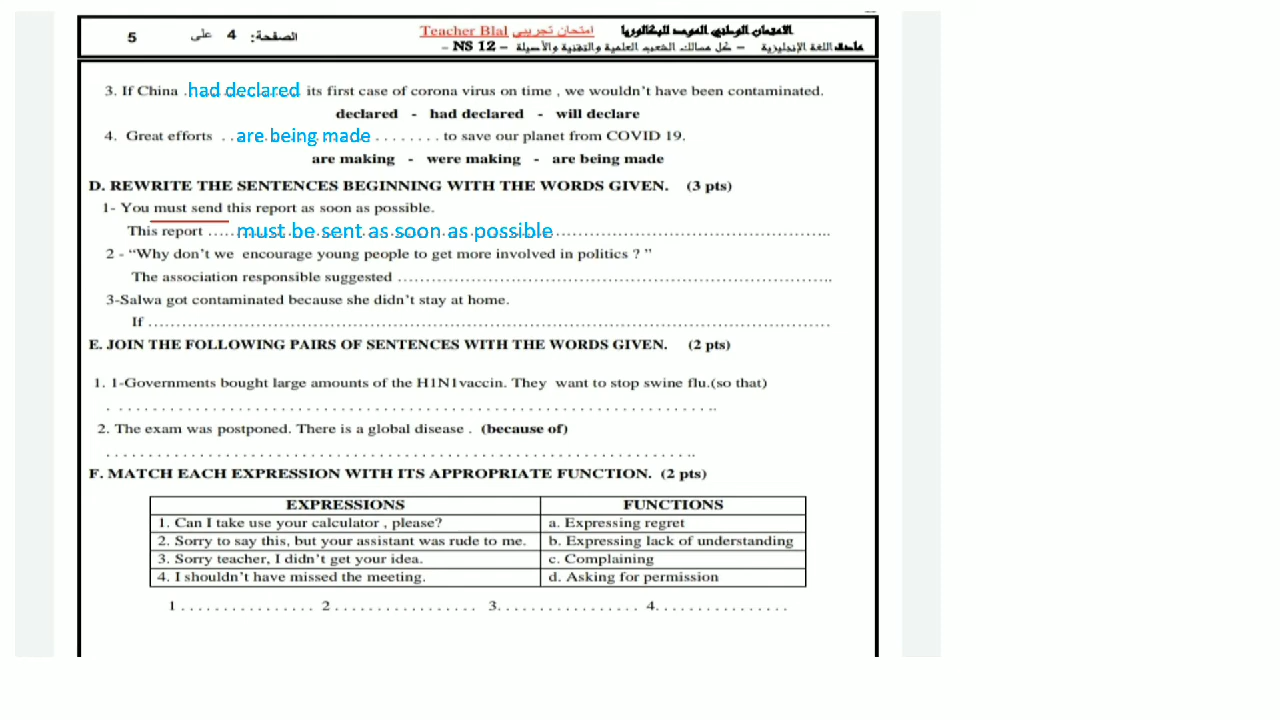 الامتحان الوطني الموحد للبكالوريا امتحان تجريبي Teacher Blal
الصفحة: 4 على 5
مادة اللغة الإنجليزية – كل مسالك الشعب العلمية والتقنية والأصيلة – NS 12 –
3. If China .had declared its first case of corona virus on time , we wouldn't have been contaminated.
declared - had declared - will declare
4. Great efforts . . are being made . . . . . . . . to save our planet from COVID 19.
are making - were making - are being made
D. REWRITE THE SENTENCES BEGINNING WITH THE WORDS GIVEN. (3 pts)
1- You must send this report as soon as possible.
This report ..... must be sent as soon as possible ................................................
2 - “Why don't we encourage young people to get more involved in politics ? ”
The association responsible suggested ................................................................
3-Salwa got contaminated because she didn't stay at home.
If ................................................................................................
E. JOIN THE FOLLOWING PAIRS OF SENTENCES WITH THE WORDS GIVEN. (2 pts)
1. 1-Governments bought large amounts of the H1N1vaccin. They want to stop swine flu.(so that)
. . . . . . . . . . . . . . . . . . . . . . . . . . . . . . . . . . . . . . . .
2. The exam was postponed. There is a global disease . (because of)
. . . . . . . . . . . . . . . . . . . . . . . . . . . . . . . . . . . . . . . .
F. MATCH EACH EXPRESSION WITH ITS APPROPRIATE FUNCTION. (2 pts)
EXPRESSIONS FUNCTIONS
1. Can I take use your calculator , please? a. Expressing regret
2. Sorry to say this, but your assistant was rude to me. b. Expressing lack of understanding
3. Sorry teacher, I didn't get your idea. c. Complaining
4. I shouldn't have missed the meeting. d. Asking for permission
1 . . . . . . . . . . . . . . . . 2 . . . . . . . . . . . . . . . . . 3. . . . . . . . . . . . . . . . . 4. . . . . . . . . . . . . . . .